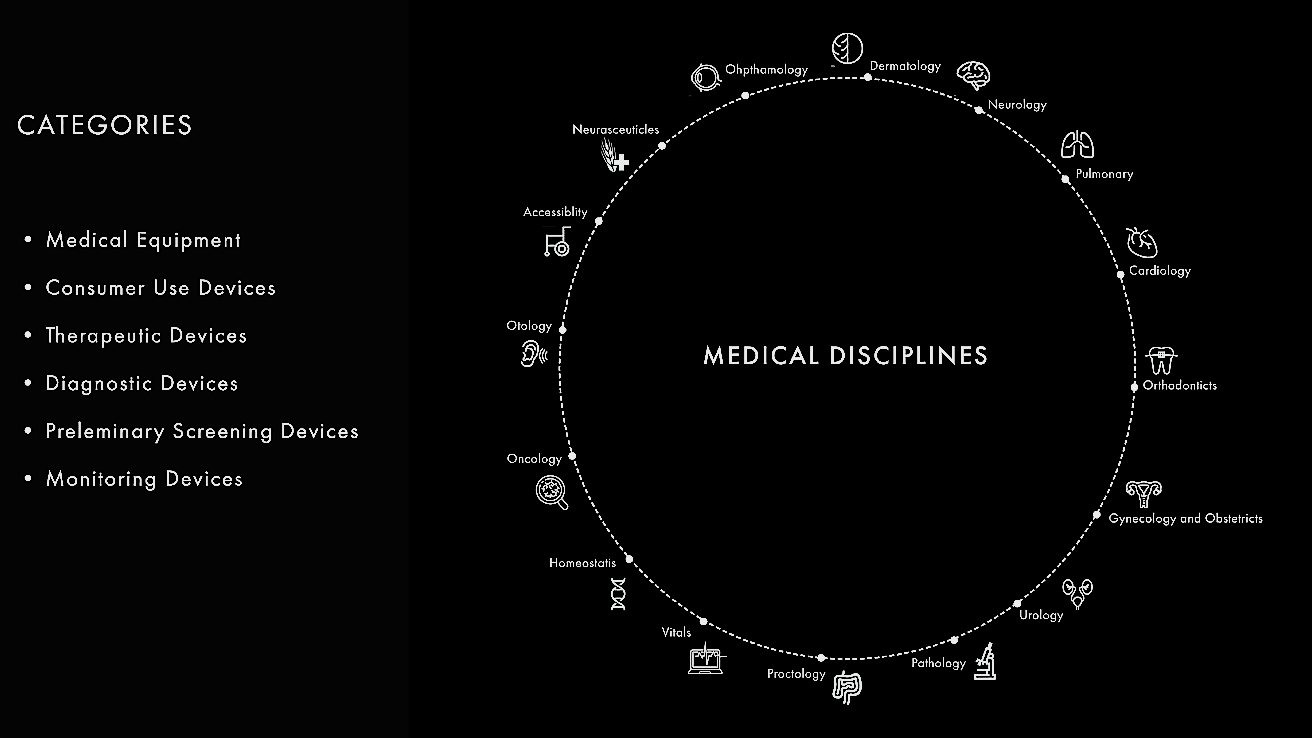 CATEGORIES
• Medical Equipment
• Consumer Use Devices
• Therapeutic Devices
• Diagnostic Devices
• Preleminary Screening Devices
• Monitoring Devices
MEDICAL DISCIPLINES
Dermatology
Neurology
Pulmonary
Cardiology
Orthodonticts
Gynecology and Obstetricts
Urology
Pathology
Proctology
Vitals
Homeostatis
Oncology
Otology
Accessiblity
Neurasceuticles
Ohpthamology